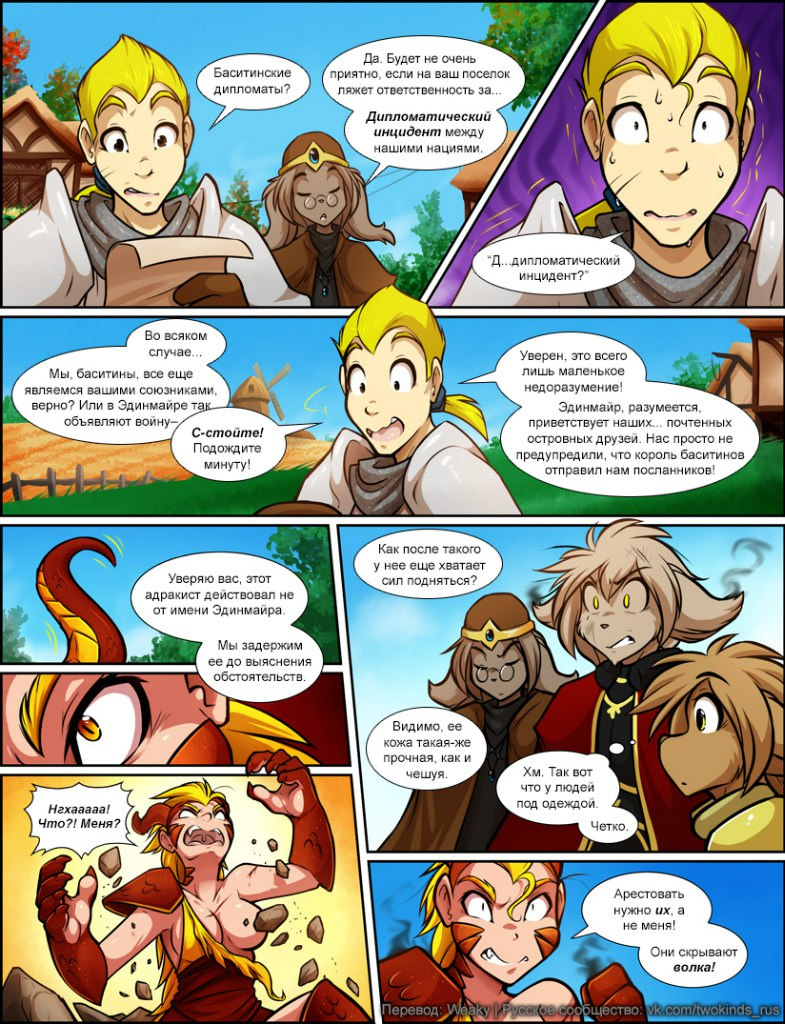 Баситинские
дипломаты?
Да. Будет не очень
приятно, если на ваш поселок
ляжет ответственность за...
Дипломатический
инцидент между
нашими нациями.
“Д...дипломатический
инцидент?”
Во всяком
случае...
Мы, баситины, все еще
являемся вашими союзниками,
верно? Или в Эдинмайре так
объявляют войну–
С-стойте!
Подождите
минуту!
Уверен, это всего
лишь маленькое
недоразумение!
Эдинмайр, разумеется,
приветствует наших... почтенных
островных друзей. Нас просто не
предупредили, что король баситинов
отправил нам посланников!
Уверяю вас, этот
адракист действовал не
от имени Эдинмайра.
Мы задержим
ее до выяснения
обстоятельств.
Как после такого
у нее еще хватает
сил подняться?
Видимо, ее
кожа такая-же
прочная, как и
чешуя.
Хм. Так вот
что у людей
под одеждой.
Четко.
Нгхааааа!
Что?! Меня?
Арестовать
нужно их, а
не меня!
Они скрывают
волка!
Перевод: Weaky | Русское сообщество: vk.com/twokinds_rus